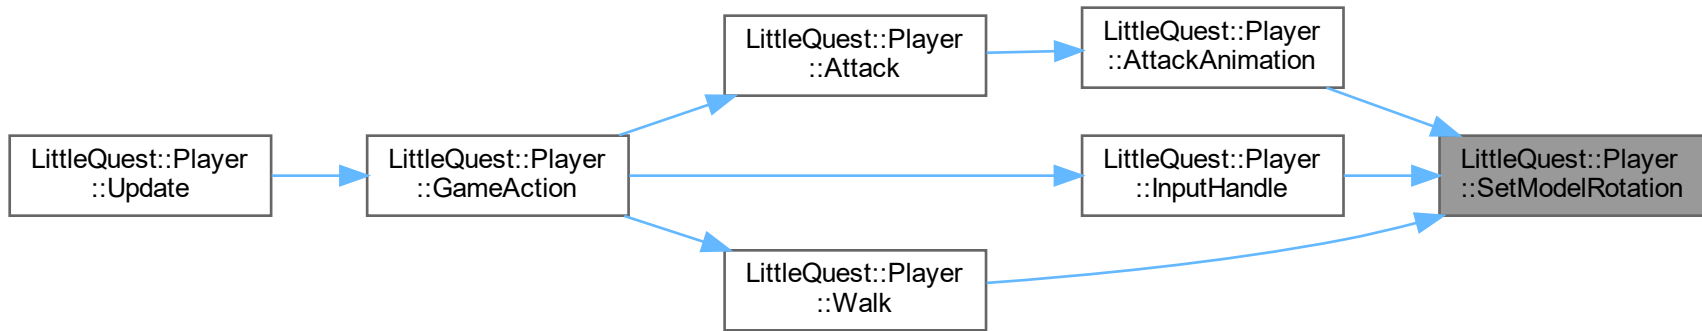 LittleQuest::Player
::Update
LittleQuest::Player
::GameAction
LittleQuest::Player
::Attack
LittleQuest::Player
::AttackAnimation
LittleQuest::Player
::InputHandle
LittleQuest::Player
::Walk
LittleQuest::Player
::SetModelRotation